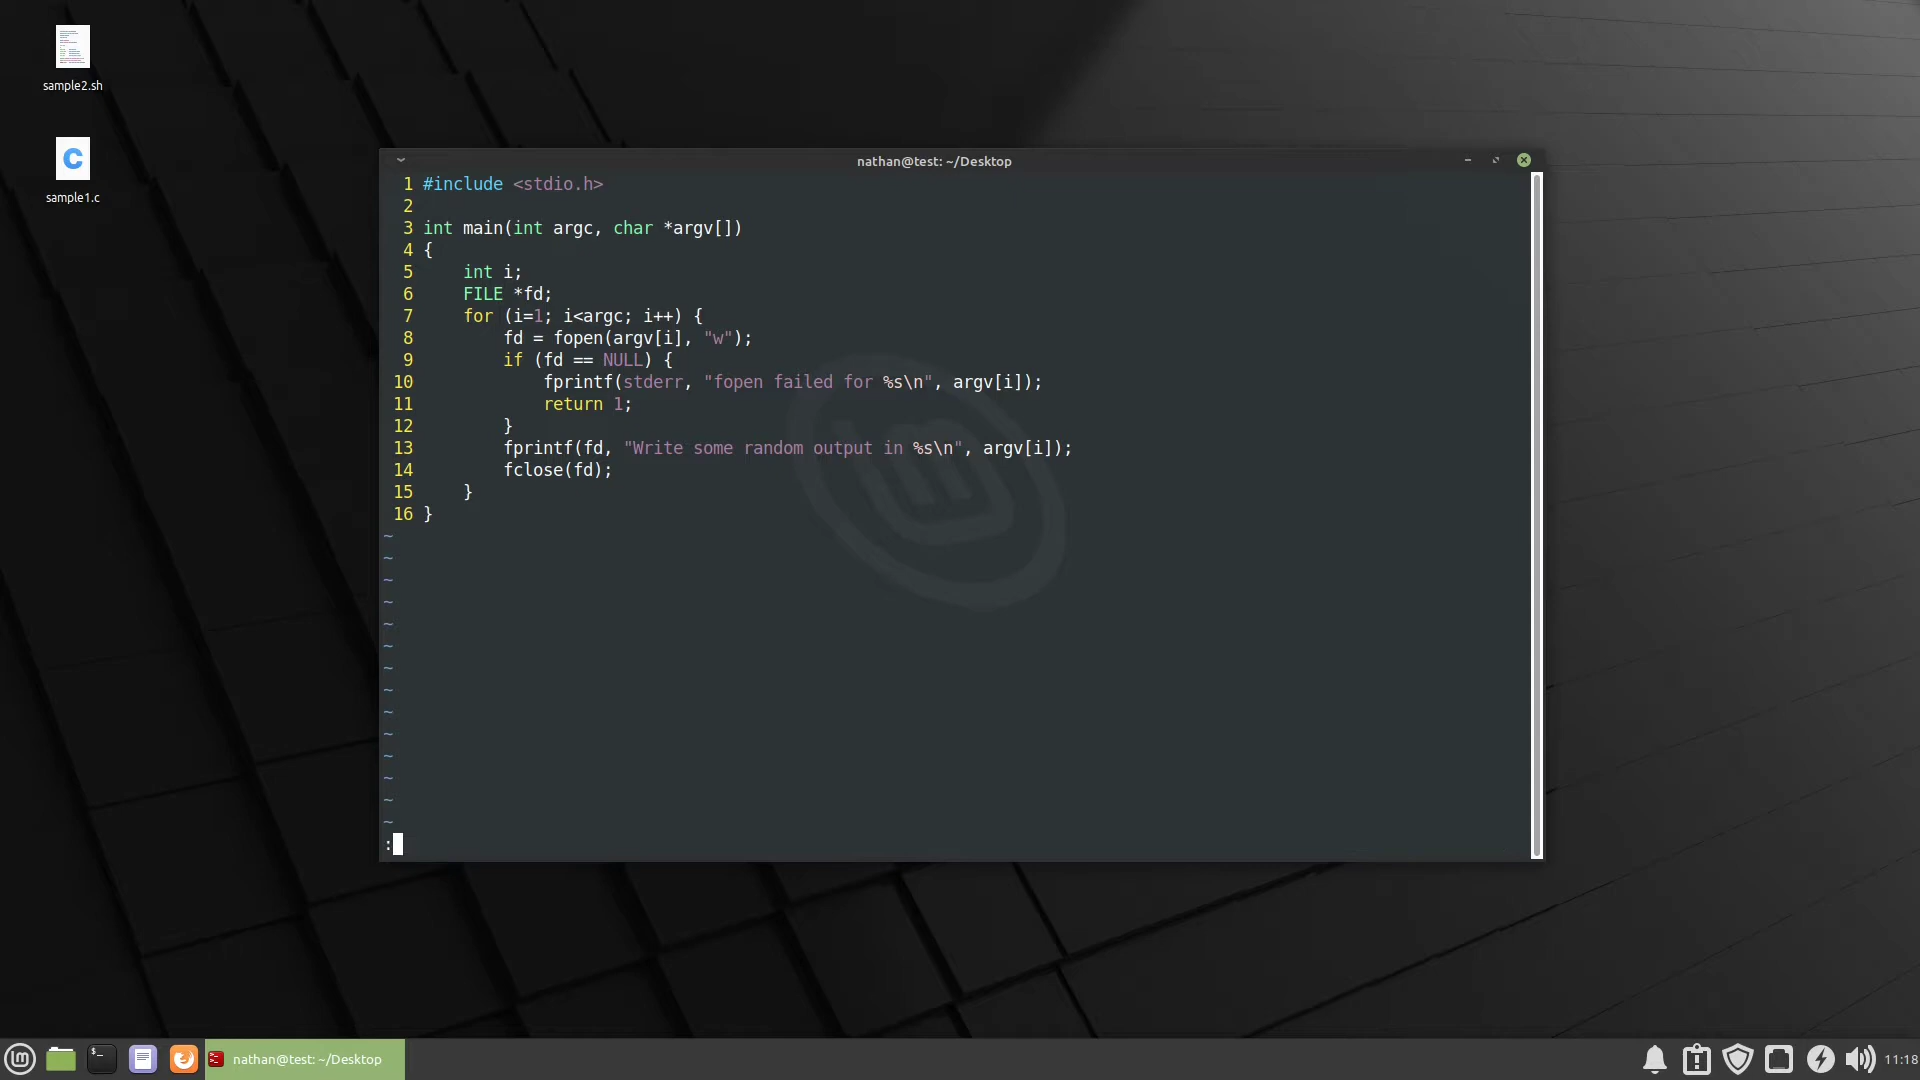 sample2.sh
sample1.c
nathan@test: ~/Desktop
1 #include <stdio.h>
2
3 int main(int argc, char *argv[])
4 {
5     int i;
6     FILE *fd;
7     for (i=1; i<argc; i++) {
8         fd = fopen(argv[i], "w");
9         if (fd == NULL) {
10             fprintf(stderr, "fopen failed for %s\n", argv[i]);
11             return 1;
12         }
13         fprintf(fd, "Write some random output in %s\n", argv[i]);
14         fclose(fd);
15     }
16 }
~
~
~
~
~
~
~
~
~
~
~
~
~
~
:
nathan@test: ~/Desktop
11:18